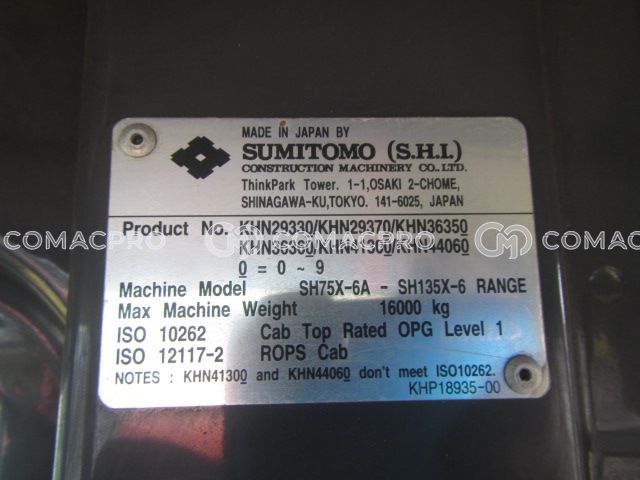 MADE IN JAPAN BY
SUMITOMO (S.H.I.)
CONSTRUCTION MACHINERY CO., LTD.
ThinkPark Tower. 1-1,OSAKI 2-CHOME,
SHINAGAWA-KU,TOKYO. 141-6025, JAPAN
Product No. KHN29330/KHN29370/KHN36350
COMACPRO COMACPRO COMACPRO
0 = 0 ~ 9
Machine Model SH75X-6A - SH135X-6 RANGE
Max Machine Weight 16000 kg
ISO 10262 Cab Top Rated OPG Level 1
ISO 12117-2 ROPS Cab
NOTES : KHN41300 and KHN44060 don't meet ISO10262.
KHP18935-00